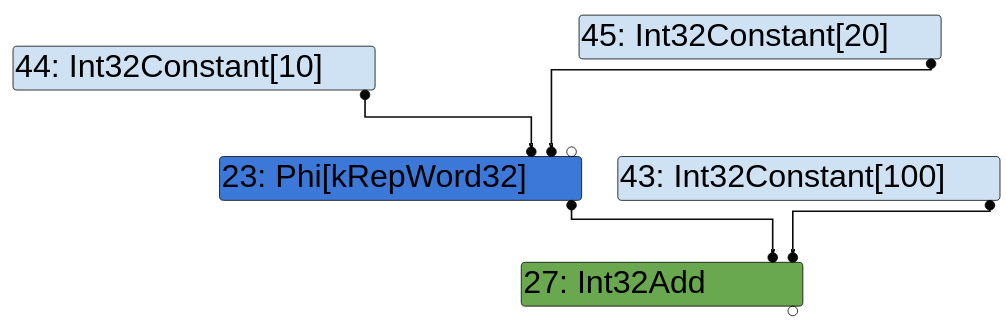 45: Int32Constant[20]
44: Int32Constant[10]
23: Phi[kRepWord32]
43: Int32Constant[100]
27: Int32Add